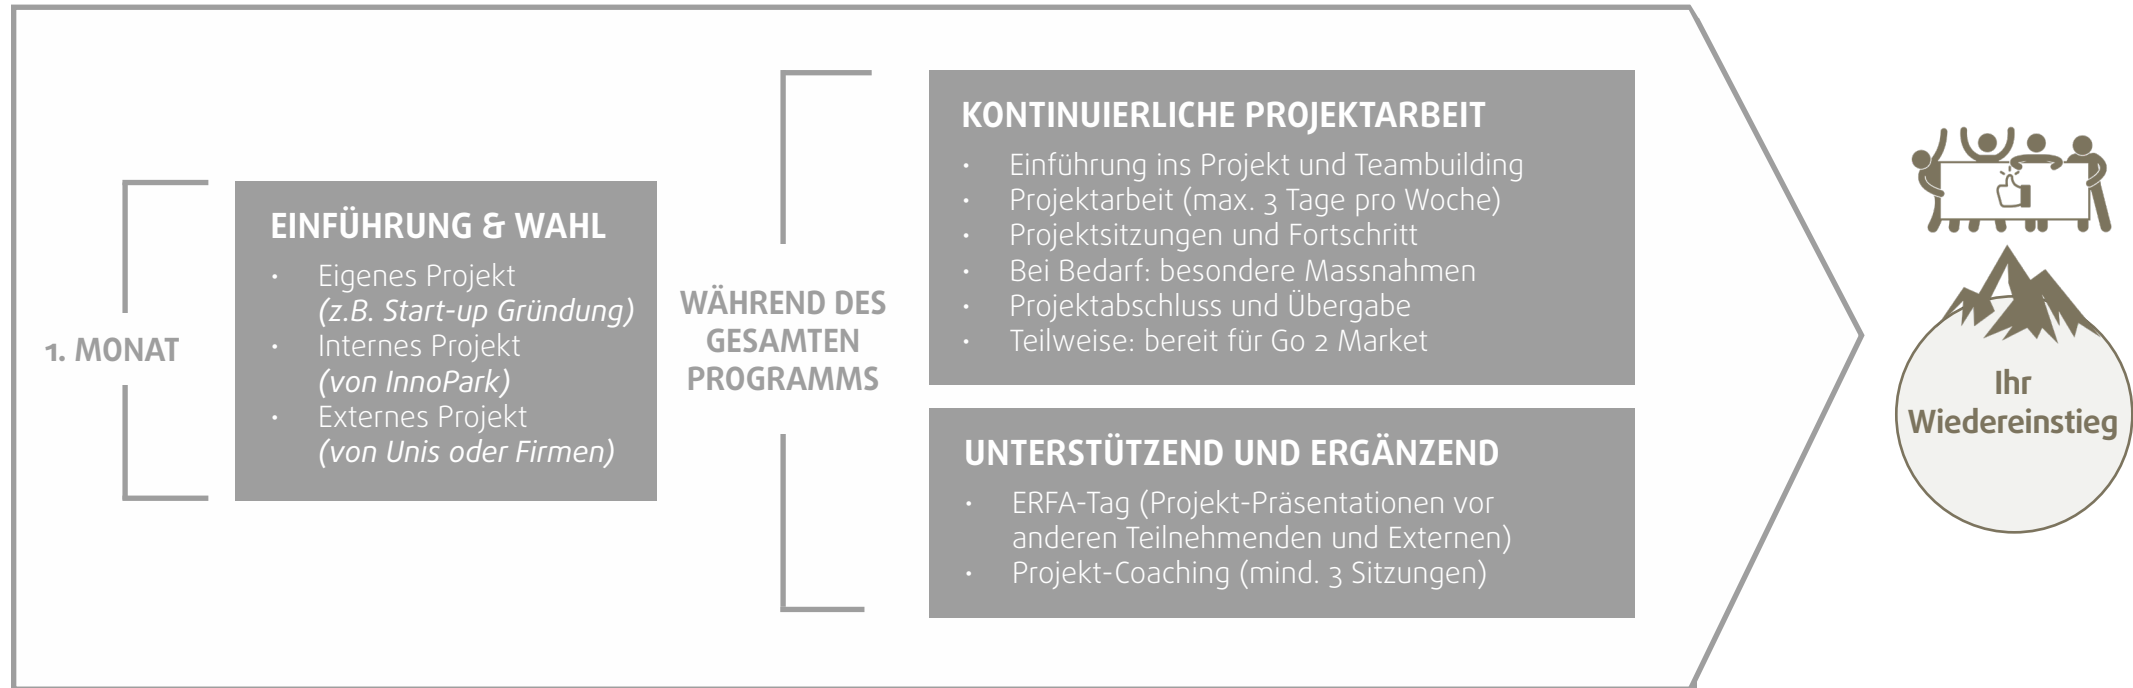 1. MONAT
EINFÜHRUNG & WAHL
• Eigenes Projekt
(z.B. Start-up Gründung)
• Internes Projekt
(von InnoPark)
• Externes Projekt
(von Unis oder Firmen)
WÄHREND DES
GESAMTEN
PROGRAMMS
KONTINUIERLICHE PROJEKTARBEIT
• Einführung ins Projekt und Teambuilding
• Projektarbeit (max. 3 Tage pro Woche)
• Projektsitzungen und Fortschritt
• Bei Bedarf: besondere Massnahmen
• Projektabschluss und Übergabe
• Teilweise: bereit für Go 2 Market
UNTERSTÜTZEND UND ERGÄNZEND
• ERFA-Tag (Projekt-Präsentationen vor
anderen Teilnehmenden und Externen)
• Projekt-Coaching (mind. 3 Sitzungen)
Ihr
Wiedereinstieg